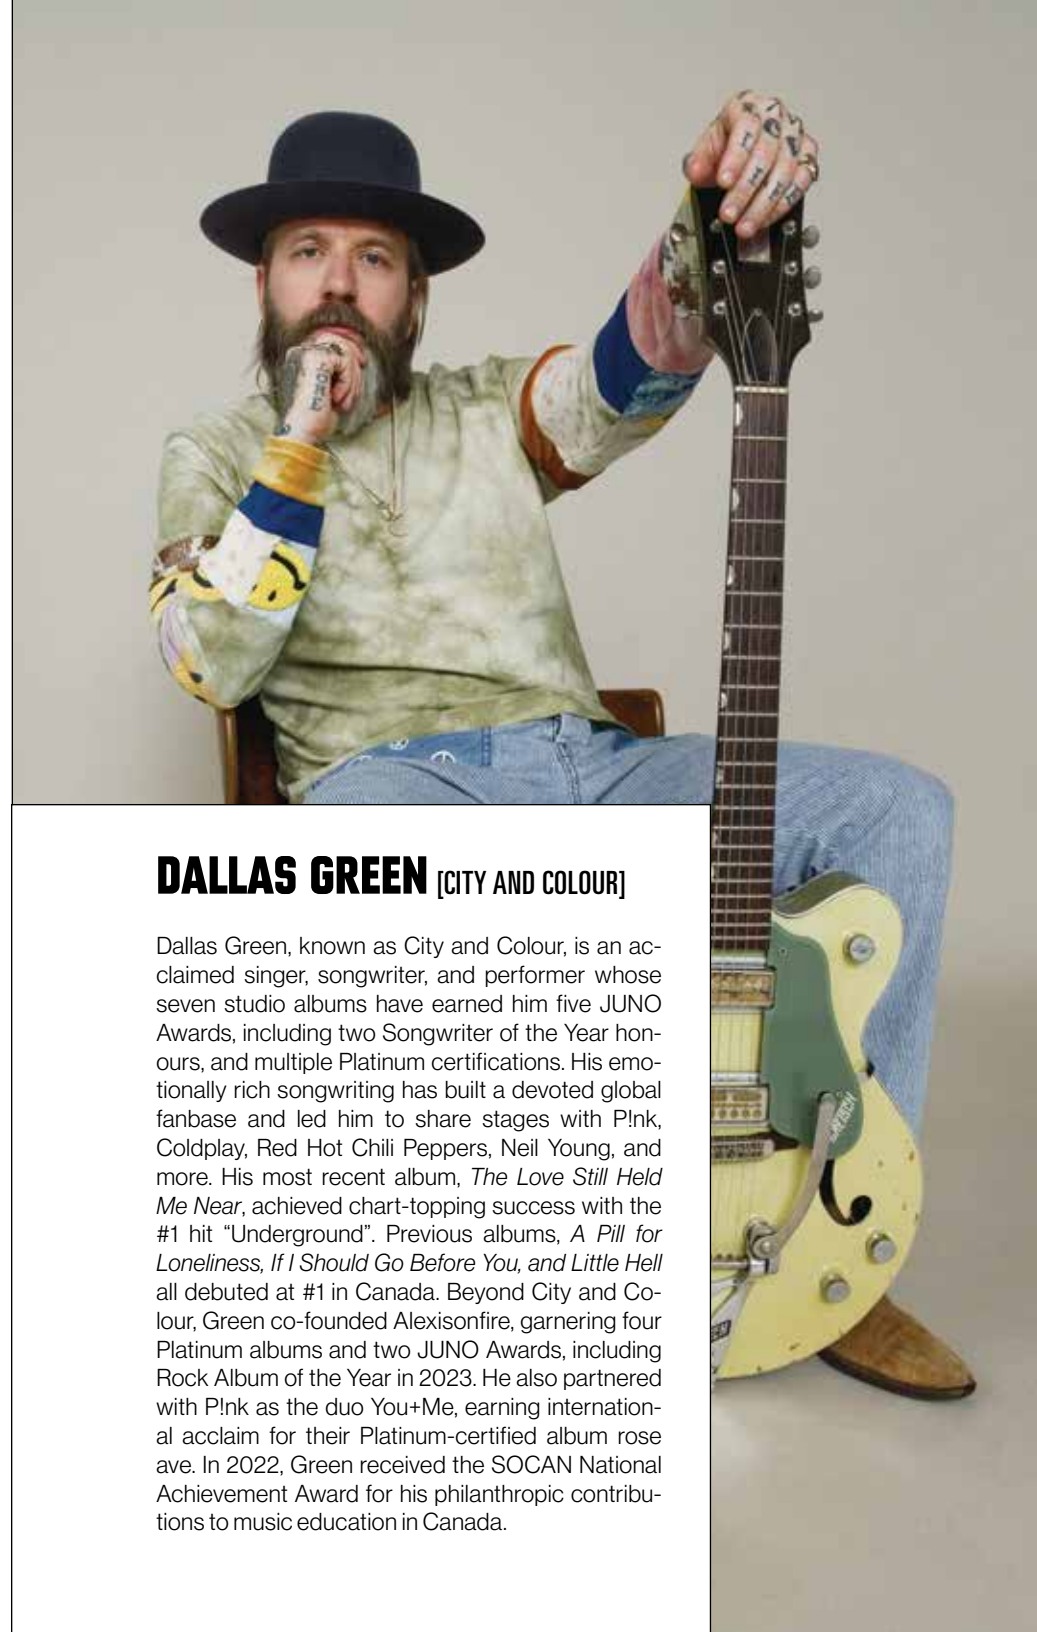 DALLAS GREEN [CITY AND COLOUR]
Dallas Green, known as City and Colour, is an ac-
claimed singer, songwriter, and performer whose
seven studio albums have earned him five JUNO
Awards, including two Songwriter of the Year hon-
ours, and multiple Platinum certifications. His emo-
tionally rich songwriting has built a devoted global
fanbase and led him to share stages with P!nk,
Coldplay, Red Hot Chili Peppers, Neil Young, and
more. His most recent album, The Love Still Held
Me Near, achieved chart-topping success with the
#1 hit “Underground”. Previous albums, A Pill for
Loneliness, If I Should Go Before You, and Little Hell
all debuted at #1 in Canada. Beyond City and Co-
lour, Green co-founded Alexisonfire, garnering four
Platinum albums and two JUNO Awards, including
Rock Album of the Year in 2023. He also partnered
with P!nk as the duo You+Me, earning internation-
al acclaim for their Platinum-certified album rose
ave. In 2022, Green received the SOCAN National
Achievement Award for his philanthropic contribu-
tions to music education in Canada.